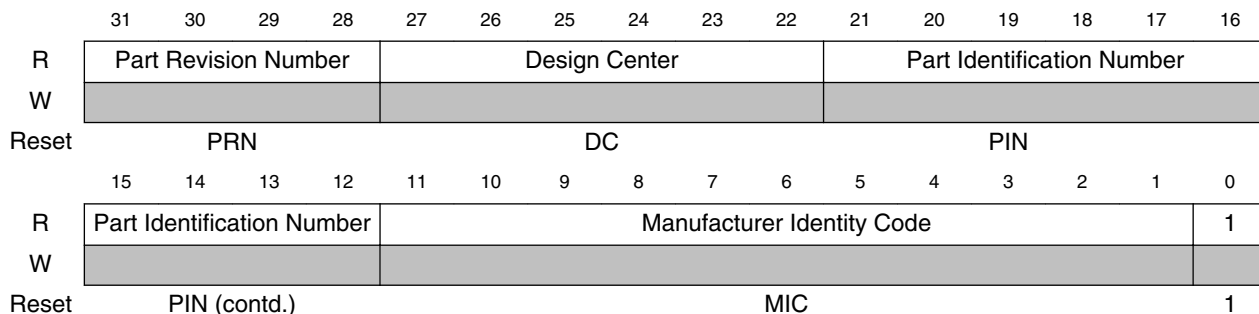 31 30 29 28 27 26 25 24 23 22 21 20 19 18 17 16
R Part Revision Number Design Center Part Identification Number
W
Reset PRN DC PIN
15 14 13 12 11 10 9 8 7 6 5 4 3 2 1 0
R Part Identification Number Manufacturer Identity Code 1
W
Reset PIN (contd.) MIC 1